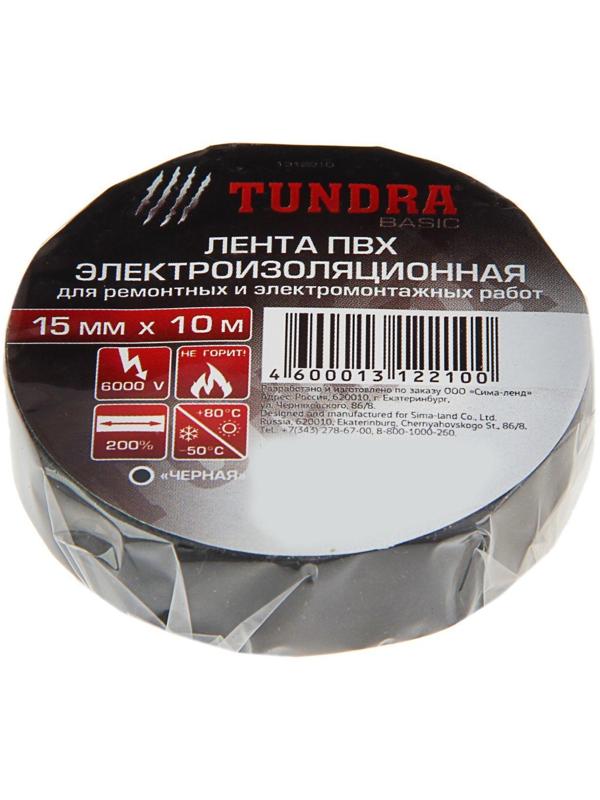 1312210
TUNDRA
BASIC
ЛЕНТА ПВХ
ЭЛЕКТРОИЗОЛЯЦИОННАЯ
для ремонтных и электромонтажных работ
15 мм х 10 м
6000 V
НЕ ГОРИТ!
200%
+80°C
-50°C
«ЧЕРНАЯ»
4 600013 122100
Разработано и изготовлено по заказу ООО «Сима-ленд»
Адрес: Россия, 620010, г. Екатеринбург,
ул. Черняховского, 86/8.
Designed and manufactured for Sima-land Co., Ltd.
Russia, 620010, Ekaterinburg, Chernyahovskogo St., 86/8.
Tel.: +7(343) 278-67-00, 8-800-1000-260.